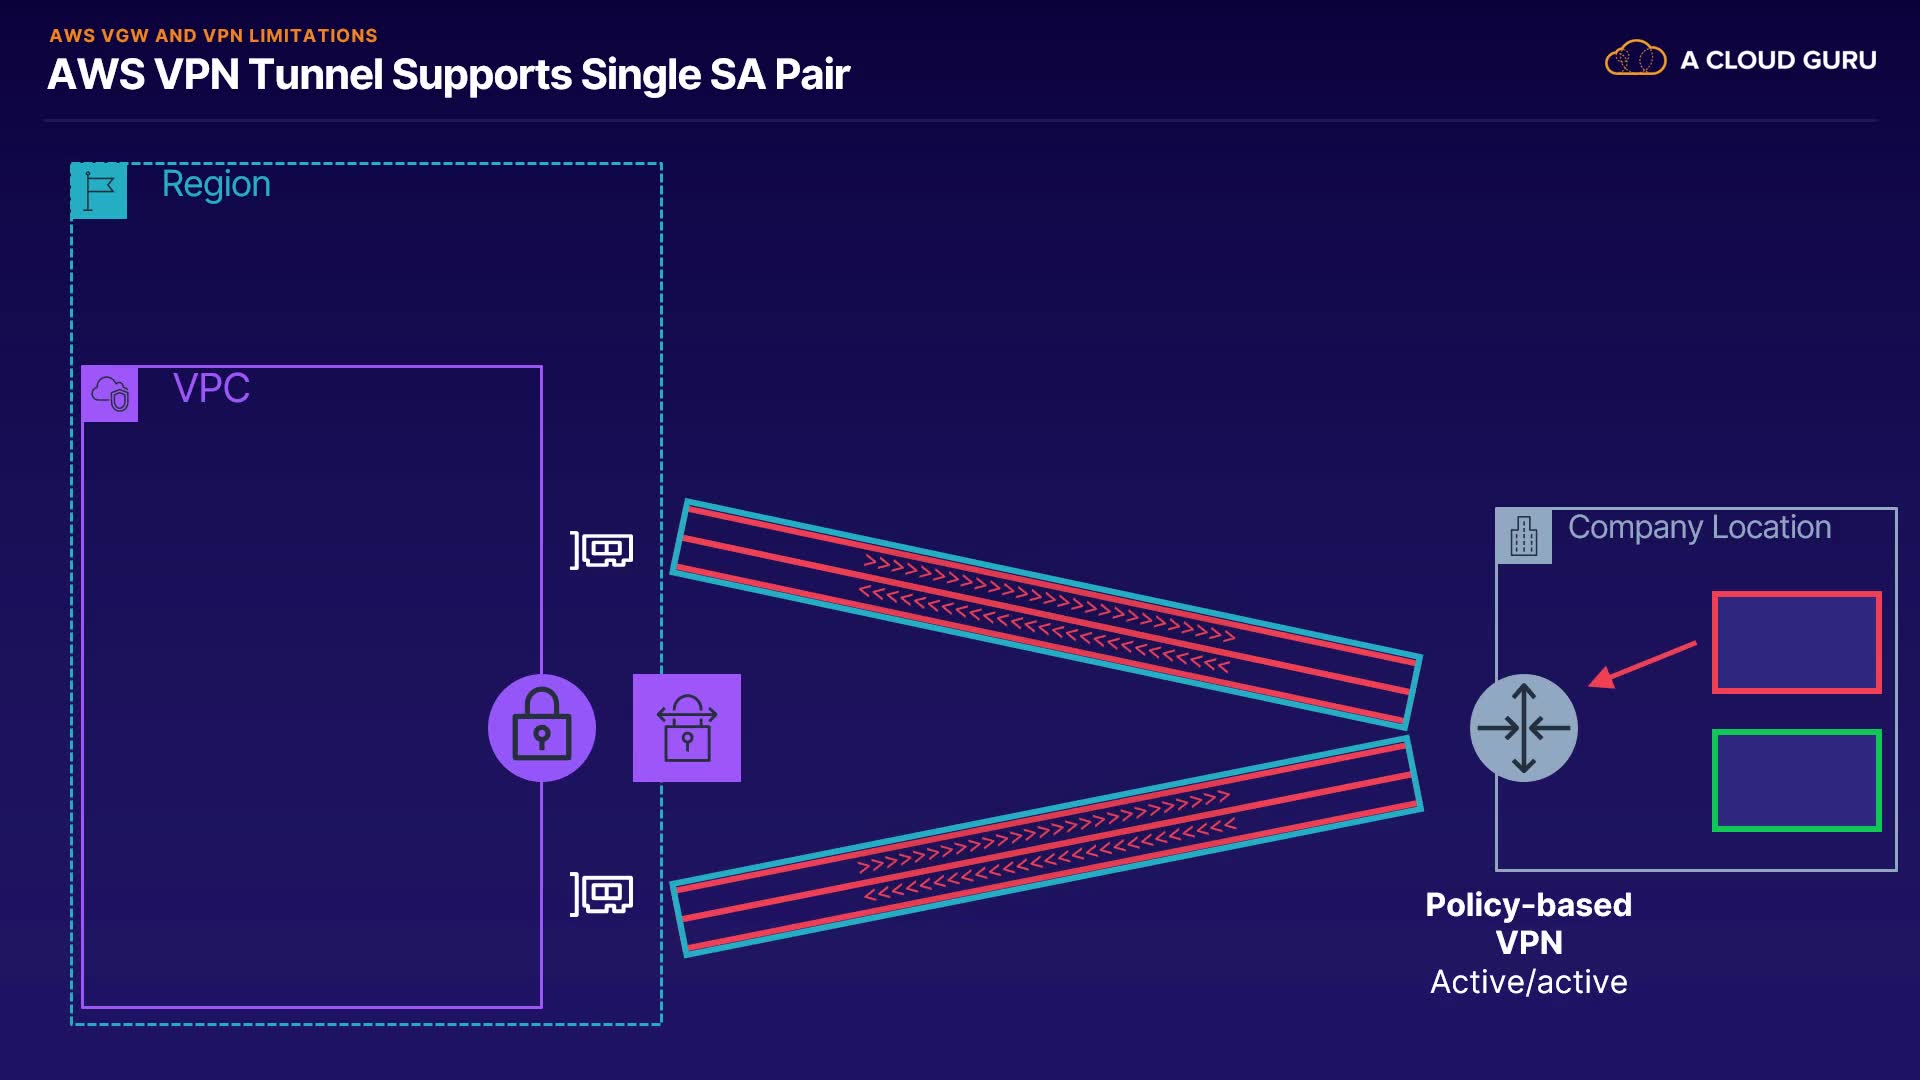 AWS VGW AND VPN LIMITATIONS
AWS VPN Tunnel Supports Single SA Pair
A CLOUD GURU
Region
VPC
Company Location
Policy-based
VPN
Active/active